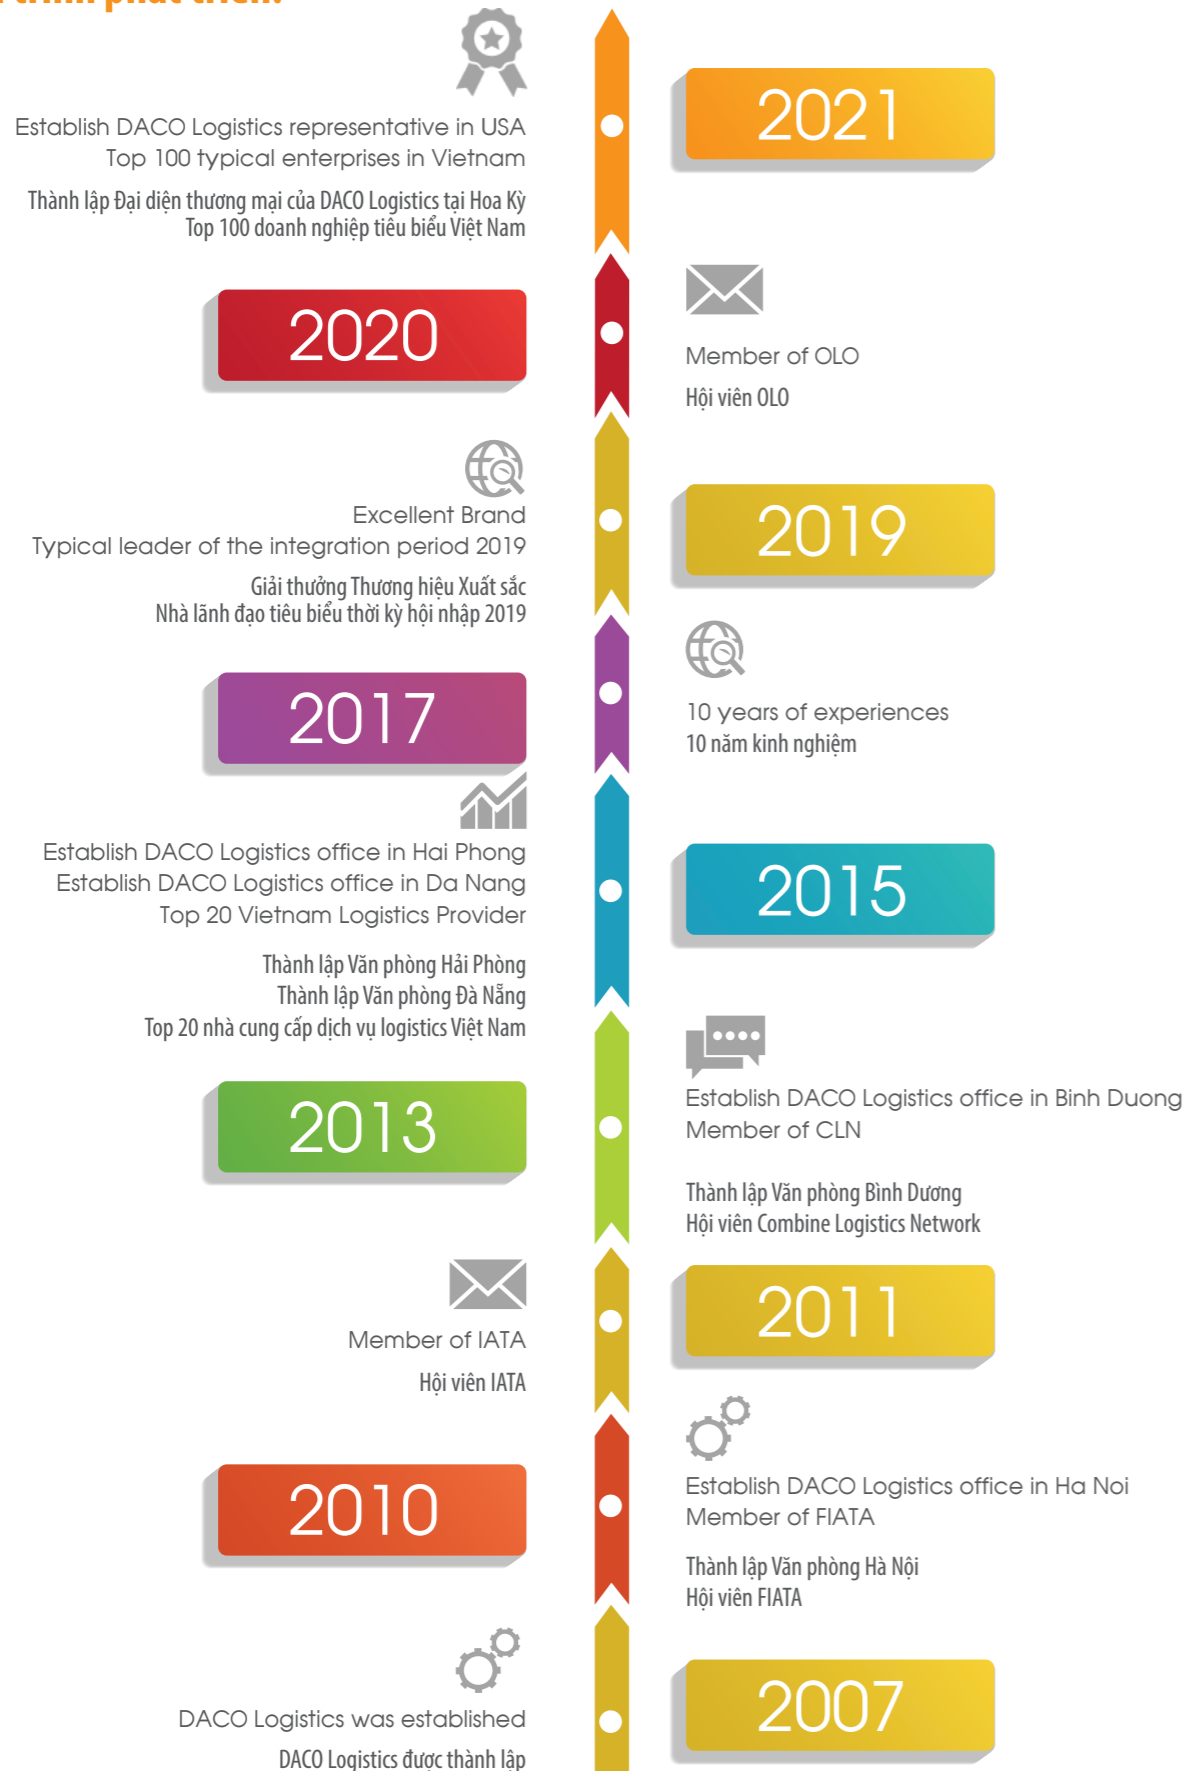 trình phát triển:
Establish DACO Logistics representative in USA
Top 100 typical enterprises in Vietnam
Thành lập Đại diện thương mại của DACO Logistics tại Hoa Kỳ
Top 100 doanh nghiệp tiêu biểu Việt Nam
2021
2020
Member of OLO
Hội viên OLO
Excellent Brand
Typical leader of the integration period 2019
Giải thưởng Thương hiệu Xuất sắc
Nhà lãnh đạo tiêu biểu thời kỳ hội nhập 2019
2019
2017
10 years of experiences
10 năm kinh nghiệm
Establish DACO Logistics office in Hai Phong
Establish DACO Logistics office in Da Nang
Top 20 Vietnam Logistics Provider
Thành lập Văn phòng Hải Phòng
Thành lập Văn phòng Đà Nẵng
Top 20 nhà cung cấp dịch vụ logistics Việt Nam
2015
2013
Establish DACO Logistics office in Binh Duong
Member of CLN
Thành lập Văn phòng Bình Dương
Hội viên Combine Logistics Network
Member of IATA
Hội viên IATA
2011
2010
Establish DACO Logistics office in Ha Noi
Member of FIATA
Thành lập Văn phòng Hà Nội
Hội viên FIATA
DACO Logistics was established
DACO Logistics được thành lập
2007